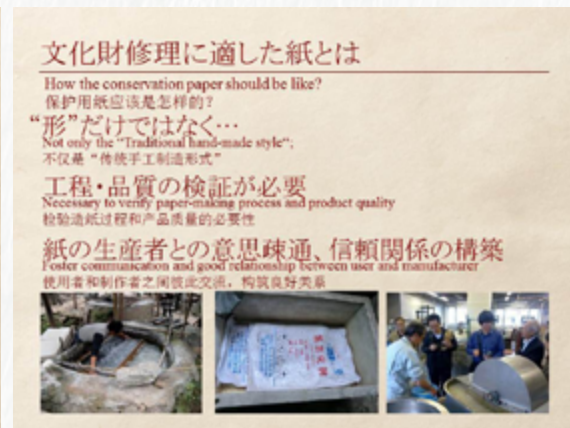 文化財修理に適した紙とは
How the conservation paper should be like?
保护用纸应该是怎样的？
“形”だけではなく…
Not only the “Traditional hand-made style“;
不仅是“传统手工制造形式”
工程・品質の検証が必要
Necessary to verify paper-making process and product quality
检验造纸过程和产品质量的必要性
紙の生産者との意思疎通、信頼関係の構築
Foster communication and good relationship between user and manufacturer
使用者和制作者之间彼此交流，构筑良好关系